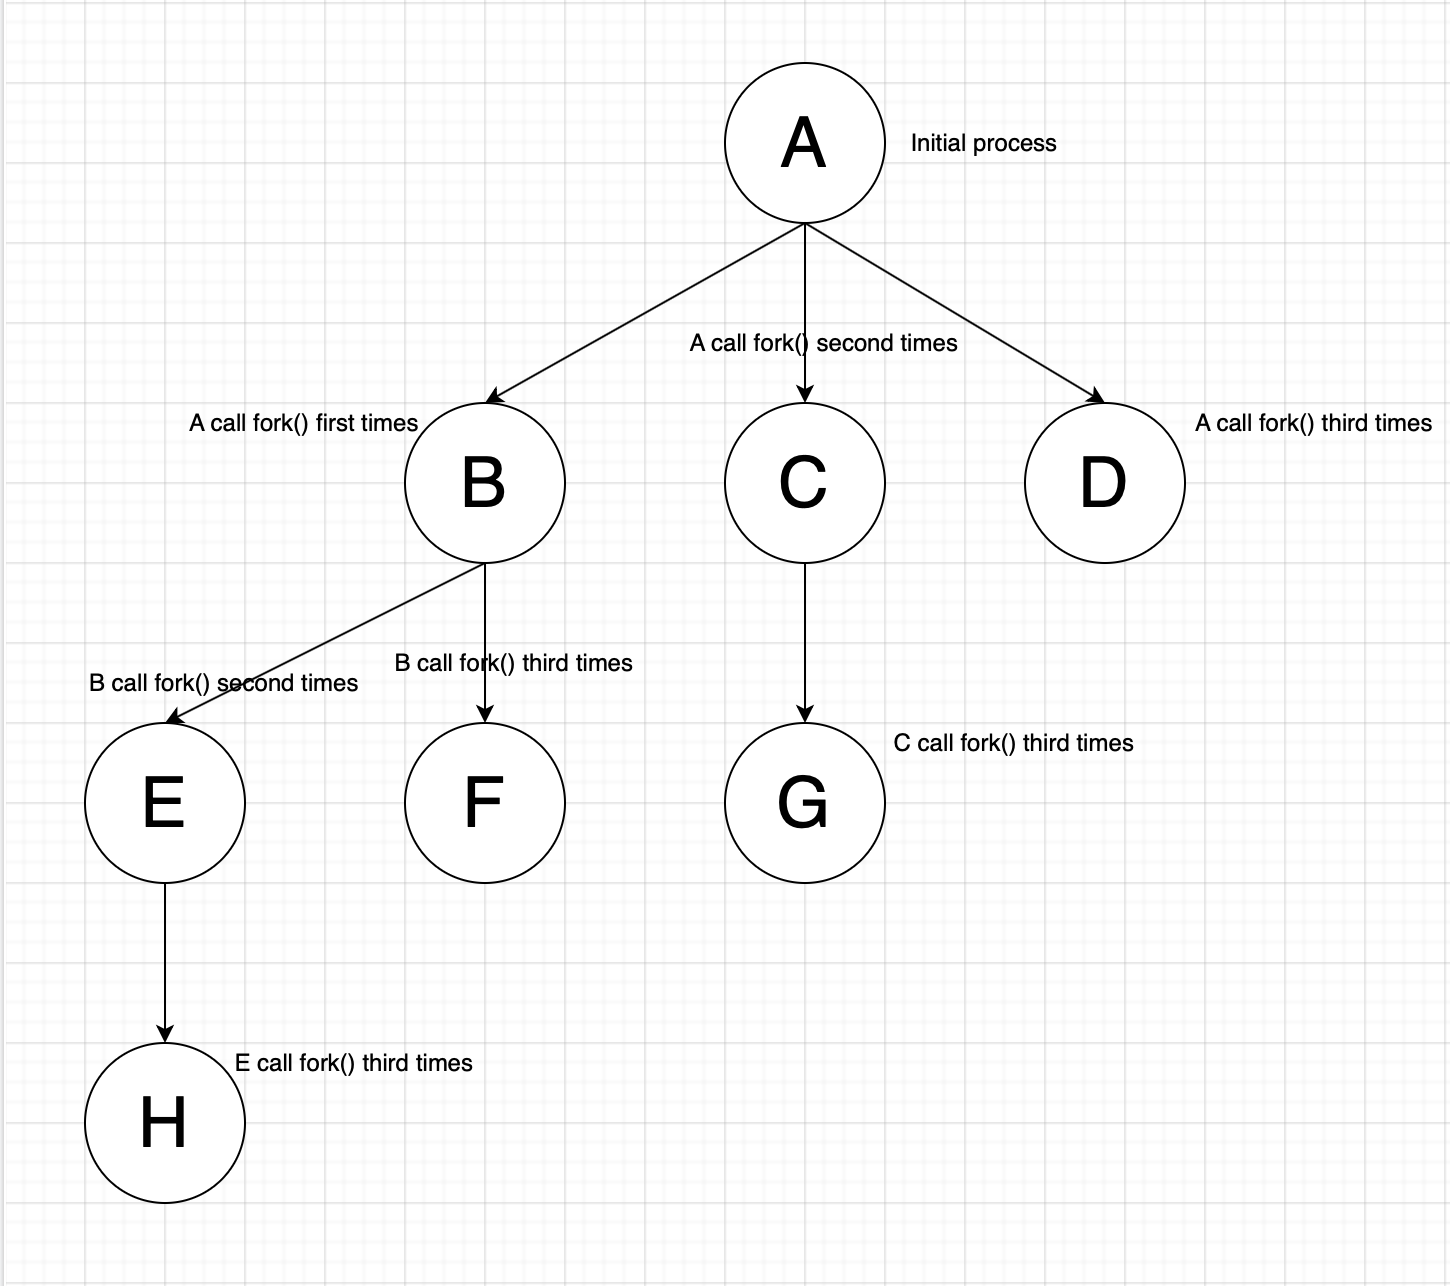 A
Initial process
A call fork() second times
A call fork() first times
A call fork() third times
B
C
D
B call fork() third times
B call fork() second times
C call fork() third times
E
F
G
E call fork() third times
H